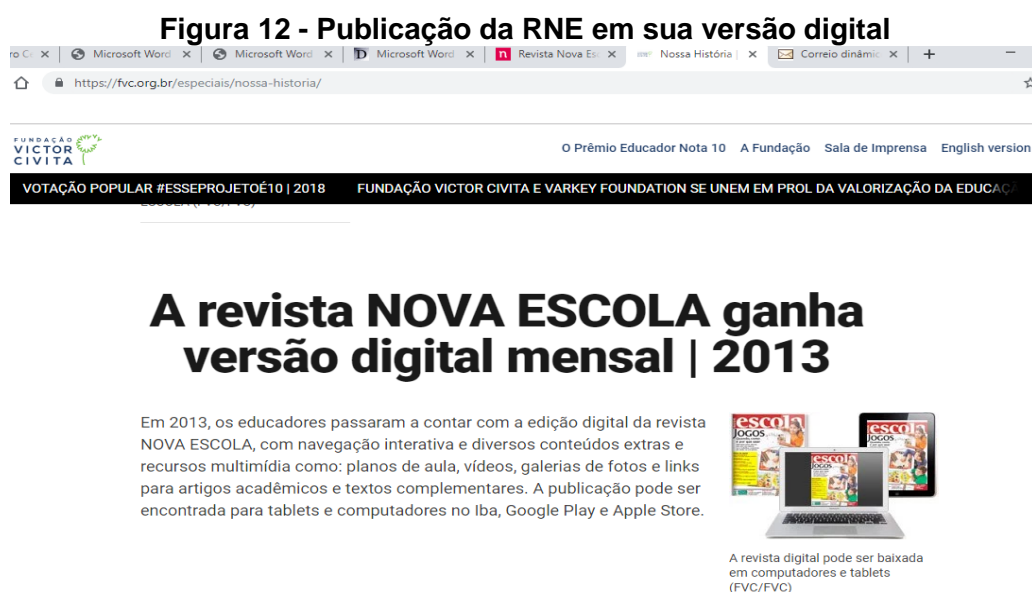 Figura 12 - Publicação da RNE em sua versão digital
Microsoft Word
Microsoft Word
Microsoft Word
Revista Nova Es
Nossa História |
Correio dinâmic
https://fvc.org.br/especiais/nossa-historia/
FUNDAÇÃO
VICTOR
CIVITA
O Prêmio Educador Nota 10 A Fundação Sala de Imprensa English version
VOTAÇÃO POPULAR #ESSEPROJETOÉ10 | 2018 FUNDAÇÃO VICTOR CIVITA E VARKEY FOUNDATION SE UNEM EM PROL DA VALORIZAÇÃO DA EDUCAÇÃ
ESCOLA (FVC/FVC)
A revista NOVA ESCOLA ganha
versão digital mensal | 2013
Em 2013, os educadores passaram a contar com a edição digital da revista
NOVA ESCOLA, com navegação interativa e diversos conteúdos extras e
recursos multimídia como: planos de aula, vídeos, galerias de fotos e links
para artigos acadêmicos e textos complementares. A publicação pode ser
encontrada para tablets e computadores no Iba, Google Play e Apple Store.
escola
JOGOS
escola
JOGOS
escola
JOGOS
A revista digital pode ser baixada
em computadores e tablets
(FVC/FVC)